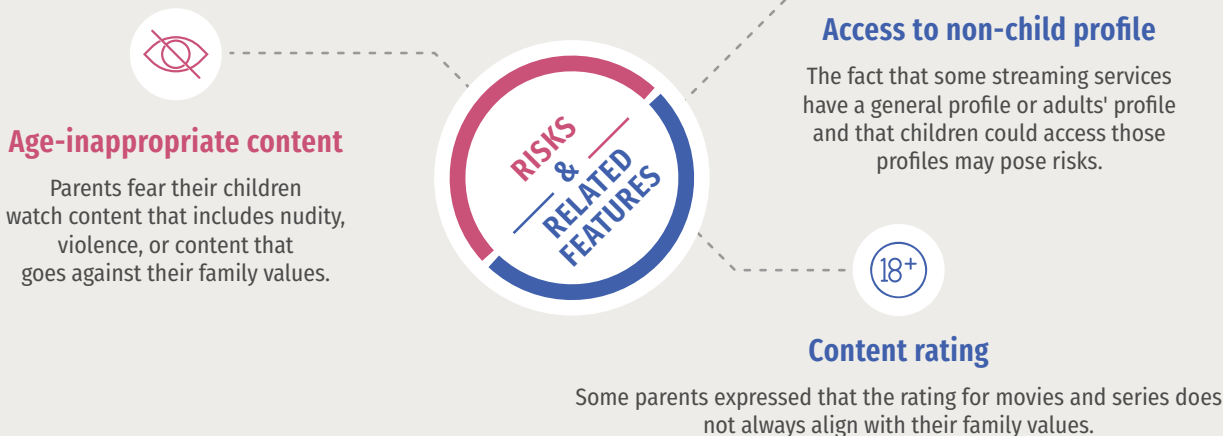 Age-inappropriate content
Parents fear their children
watch content that includes nudity,
violence, or content that
goes against their family values.
RISKS
&
RELATED
FEATURES
Access to non-child profile
The fact that some streaming services
have a general profile or adults' profile
and that children could access those
profiles may pose risks.
18+
Content rating
Some parents expressed that the rating for movies and series does
not always align with their family values.